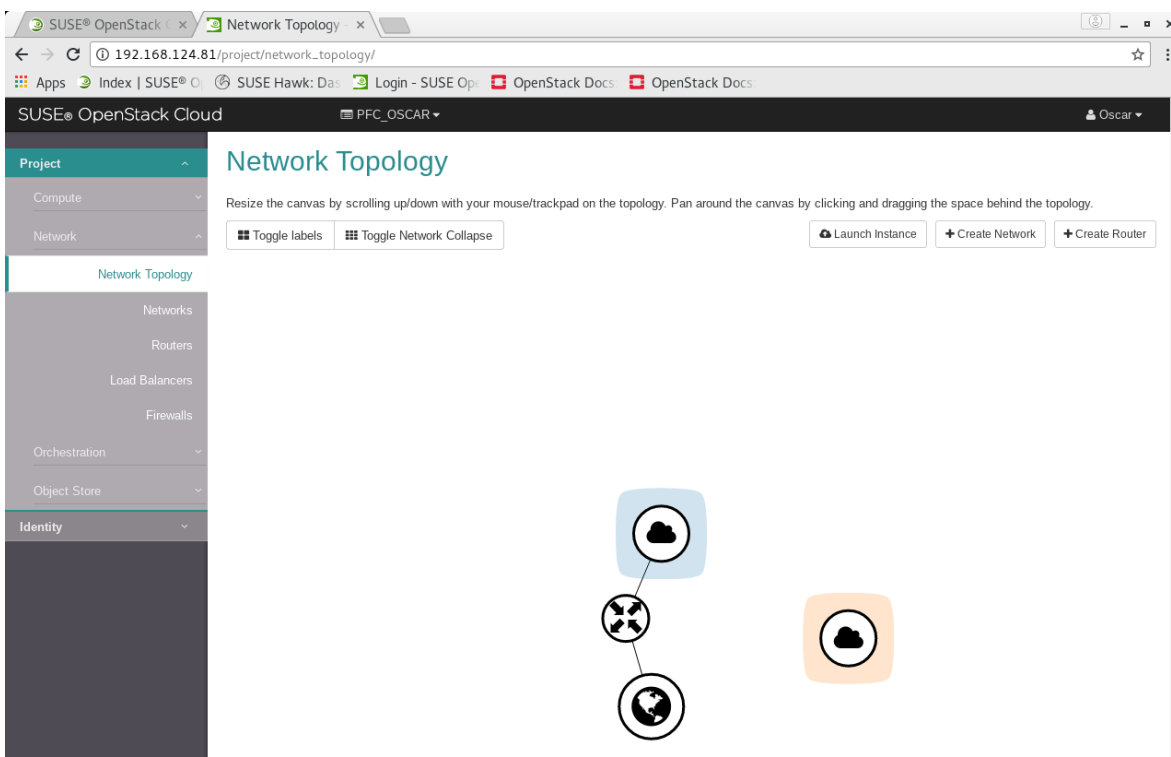 SUSE® OpenStack C
Network Topology -
192.168.124.81/project/network_topology/
Apps Index | SUSE® Op SUSE Hawk: Das Login - SUSE Ope OpenStack Docs: OpenStack Docs:
SUSE® OpenStack Cloud PFC_OSCAR Oscar
Project
Network Topology
Compute
Resize the canvas by scrolling up/down with your mouse/trackpad on the topology. Pan around the canvas by clicking and dragging the space behind the topology.
Network
Toggle labels Toggle Network Collapse Launch Instance + Create Network + Create Router
Network Topology
Networks
Routers
Load Balancers
Firewalls
Orchestration
Object Store
Identity